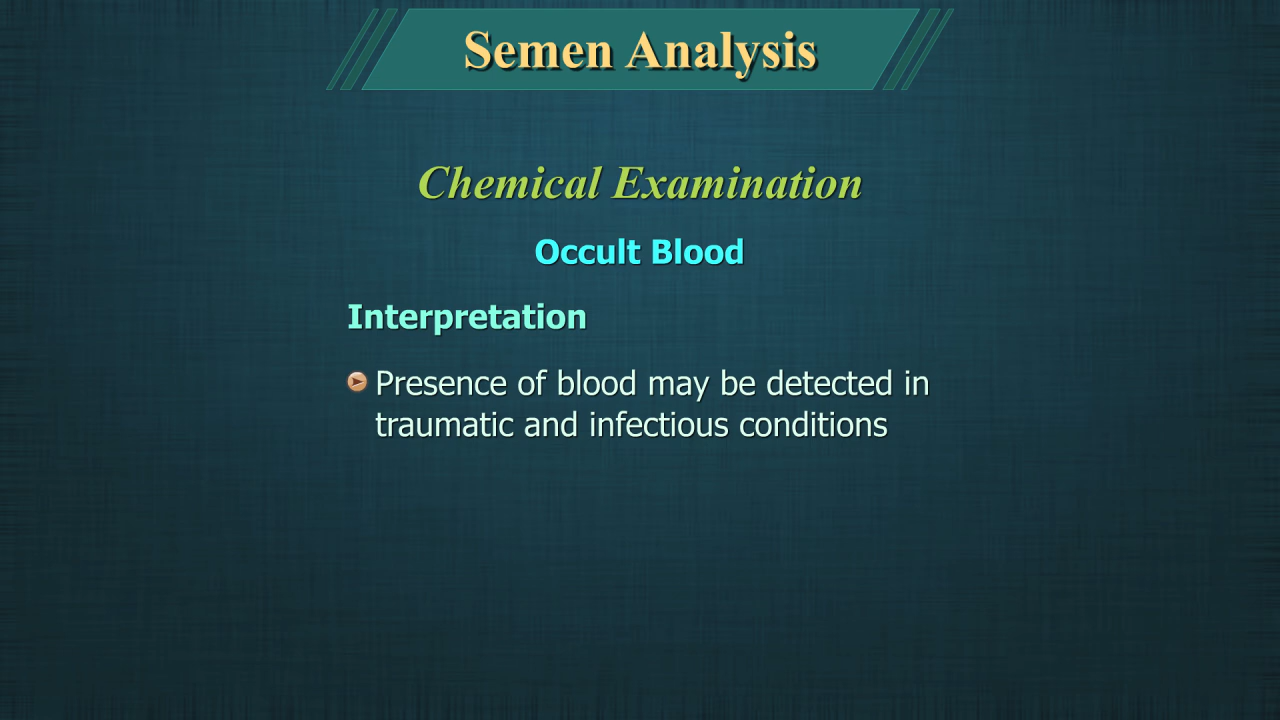 Semen Analysis
Chemical Examination
Occult Blood
Interpretation
Presence of blood may be detected in
traumatic and infectious conditions